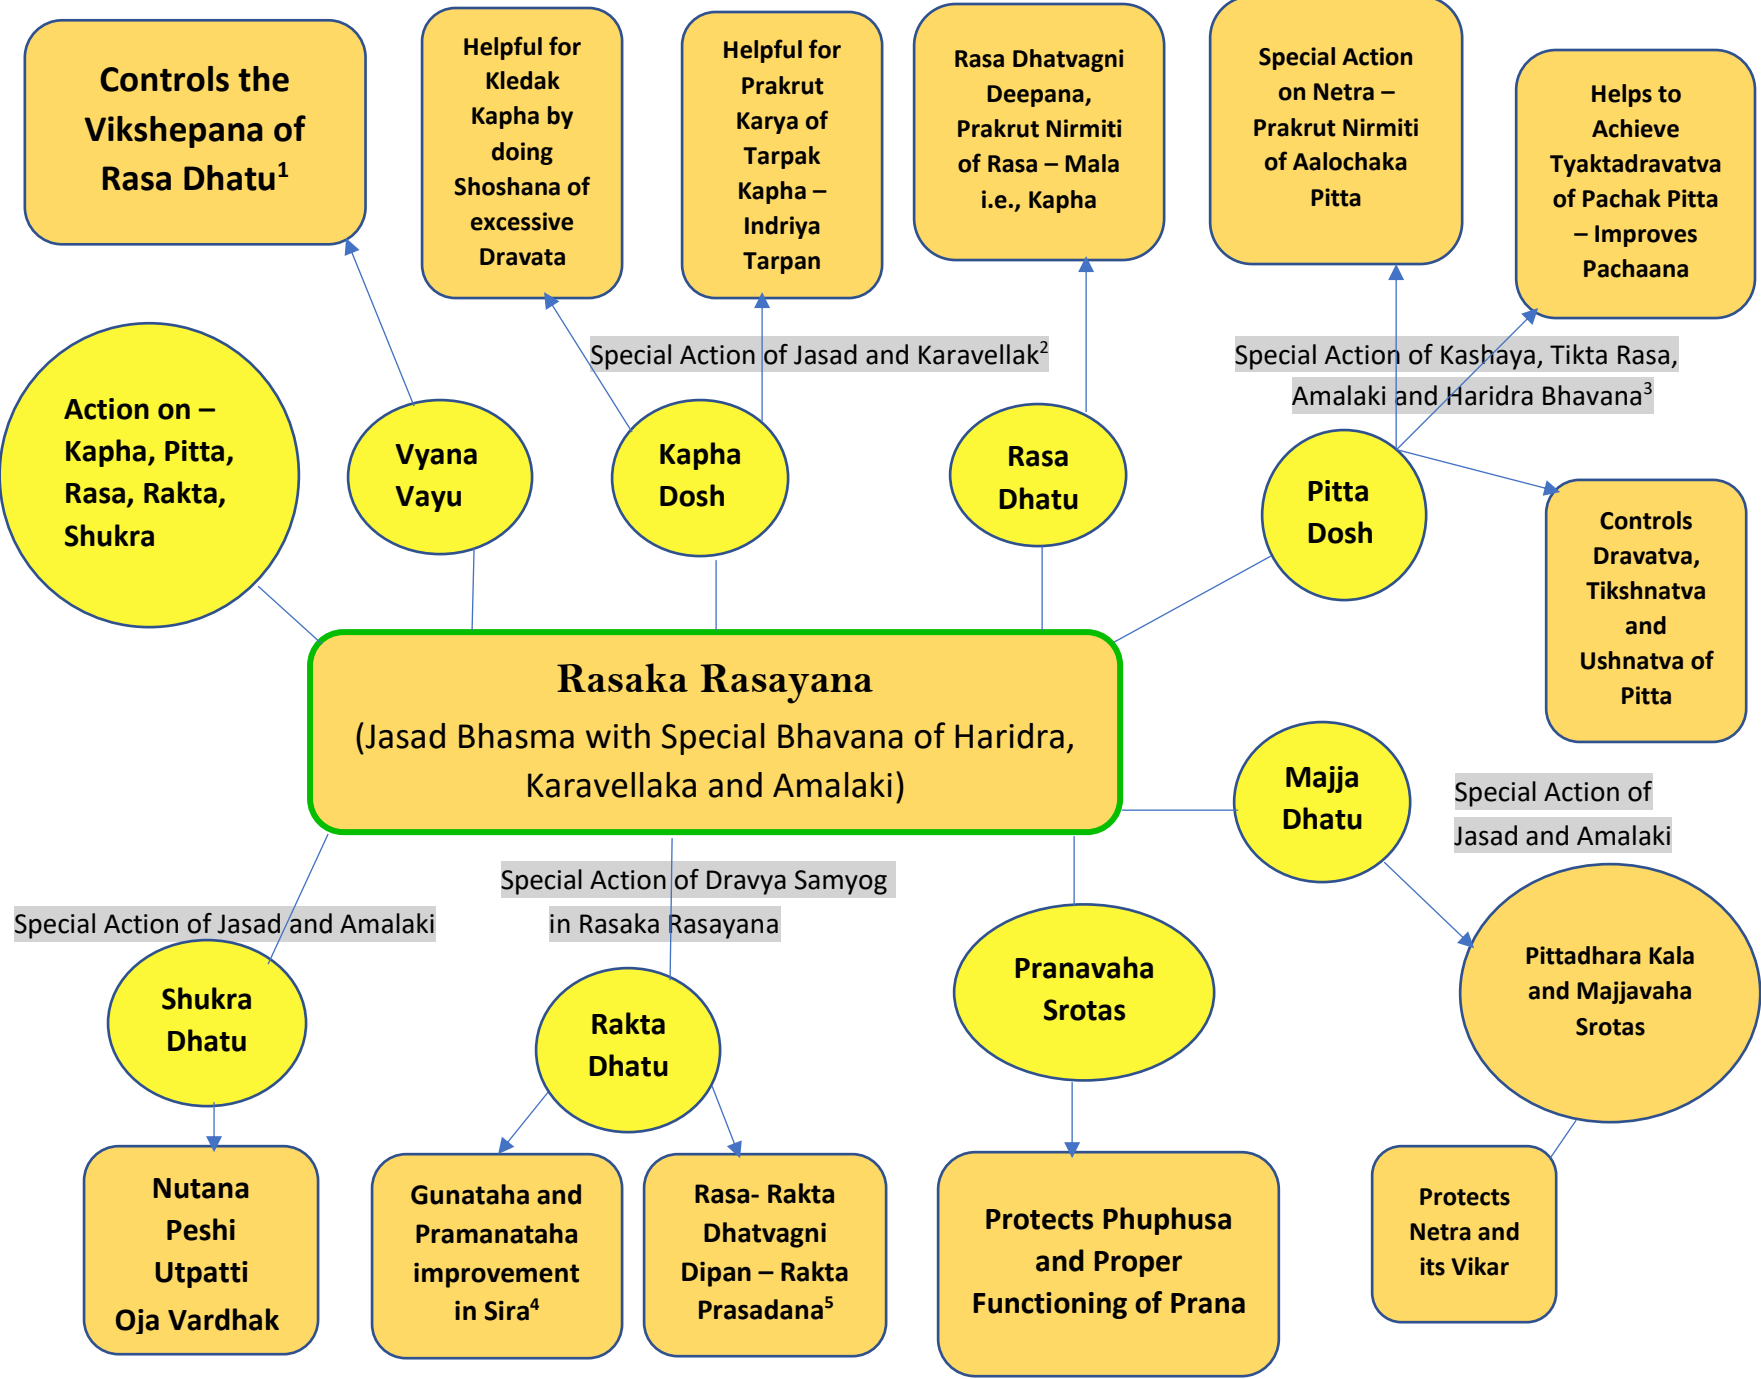 Controls the
Vikshepana of
Rasa Dhatu1
Helpful for
Kledak
Kapha by
doing
Shoshana of
excessive
Dravata
Helpful for
Prakrut
Karya of
Tarpak
Kapha –
Indriya
Tarpan
Rasa Dhatvagni
Deepana,
Prakrut Nirmiti
of Rasa – Mala
i.e., Kapha
Special Action
on Netra –
Prakrut Nirmiti
of Aalochaka
Pitta
Helps to
Achieve
Tyaktadravatva
of Pachak Pitta
– Improves
Pachaana
Special Action of Jasad and Karavellak2
Special Action of Kashaya, Tikta Rasa,
Amalaki and Haridra Bhavana3
Action on –
Kapha, Pitta,
Rasa, Rakta,
Shukra
Vyana
Vayu
Kapha
Dosh
Rasa
Dhatu
Pitta
Dosh
Controls
Dravatva,
Tikshnatva
and
Ushnatva of
Pitta
Rasaka Rasayana
(Jasad Bhasma with Special Bhavana of Haridra,
Karavellaka and Amalaki)
Majja
Dhatu
Special Action of
Jasad and Amalaki
Special Action of Jasad and Amalaki
Special Action of Dravya Samyog
in Rasaka Rasayana
Shukra
Dhatu
Rakta
Dhatu
Pranavaha
Srotas
Pittadhara Kala
and Majjavaha
Srotas
Nutana
Peshi
Utpatti
Oja Vardhak
Gunataha and
Pramanataha
improvement
in Sira4
Rasa- Rakta
Dhatvagni
Dipan – Rakta
Prasadana5
Protects Phuphusa
and Proper
Functioning of Prana
Protects
Netra and
its Vikar